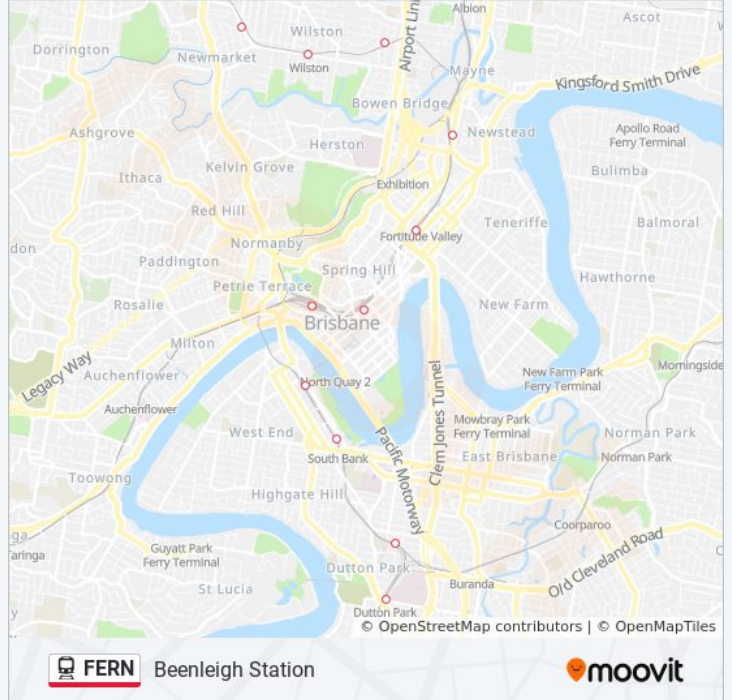 Albion
Ascot
Wilston
Dorrington
Newmarket
Wilston
Airport Lin
Mayne
Kingsford Smith Drive
Bowen Bridge
Ashgrove
Herston
Newstead
Apollo Road
Ferry Terminal
Kelvin Grove
Ithaca
Exhibition
Bulimba
Red Hill
Teneriffe
Balmoral
Normanby
Fortitude Valley
don
Paddington
Spring Hill
Hawthorne
Petrie Terrace
Rosalie
New Farm
Brisbane
Milton
Legacy Way
Auchenflower
North Quay 2
Clem Jones Tunnel
New Farm Park
Ferry Terminal
Morningside
Auchenflower
Mowbray Park
Ferry Terminal
West End
Pacific Motorway
Norman Park
South Bank
East Brisbane
Norman Park
Toowong
Highgate Hill
Coorparoo
ga
Taringa
Guyatt Park
Ferry Terminal
Old Cleveland Road
Dutton Park
St Lucia
Buranda
Dutton Park
© OpenStreetMap contributors | © OpenMapTiles
FERN Beenleigh Station
moovit